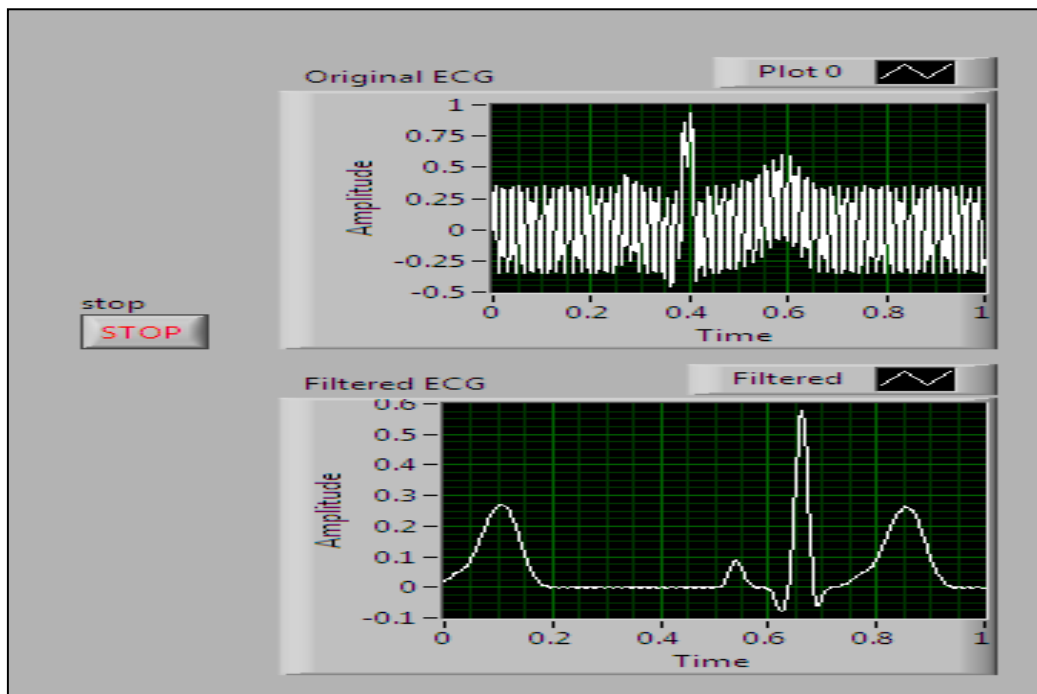 Original ECG
Plot 0
1
0.75
0.5
0.25
0
-0.25
-0.5
Amplitude
0 0.2 0.4 0.6 0.8 1
Time
stop
STOP
Filtered ECG
Filtered
0.6
0.5
0.4
0.3
0.2
0.1
0
-0.1
Amplitude
0 0.2 0.4 0.6 0.8 1
Time